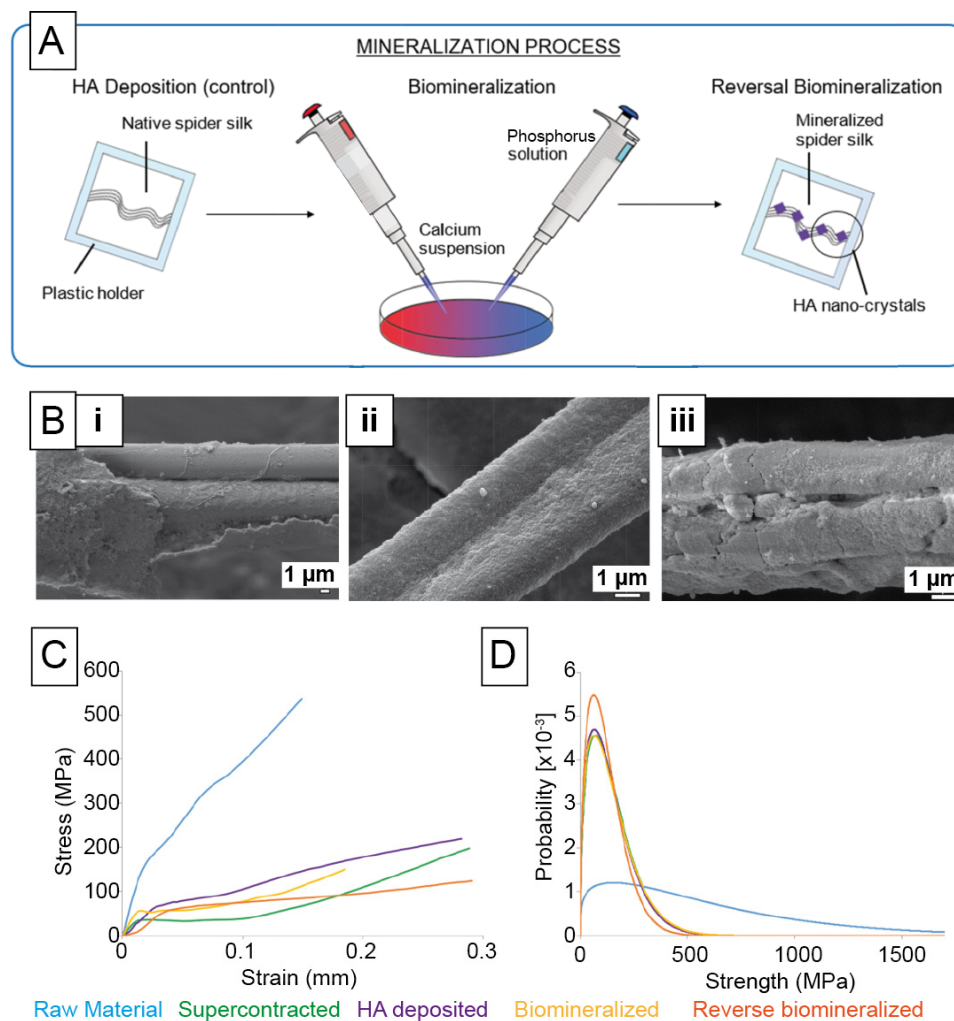 A
MINERALIZATION PROCESS
HA Deposition (control)
Biomineralization
Reversal Biomineralization
Native spider silk
Plastic holder
Calcium
suspension
Phosphorus
solution
Mineralized
spider silk
HA nano-crystals
B
i
1 μm
ii
1 μm
iii
1 μm
C
Stress (MPa)
600
500
400
300
200
100
0
0
0.1
0.2
0.3
Strain (mm)
D
Probability [x10-3)
6
5
4
3
2
1
0
0
500
1000
1500
Strength (MPa)
Raw Material Supercontracted HA deposited Biomineralized Reverse biomineralized